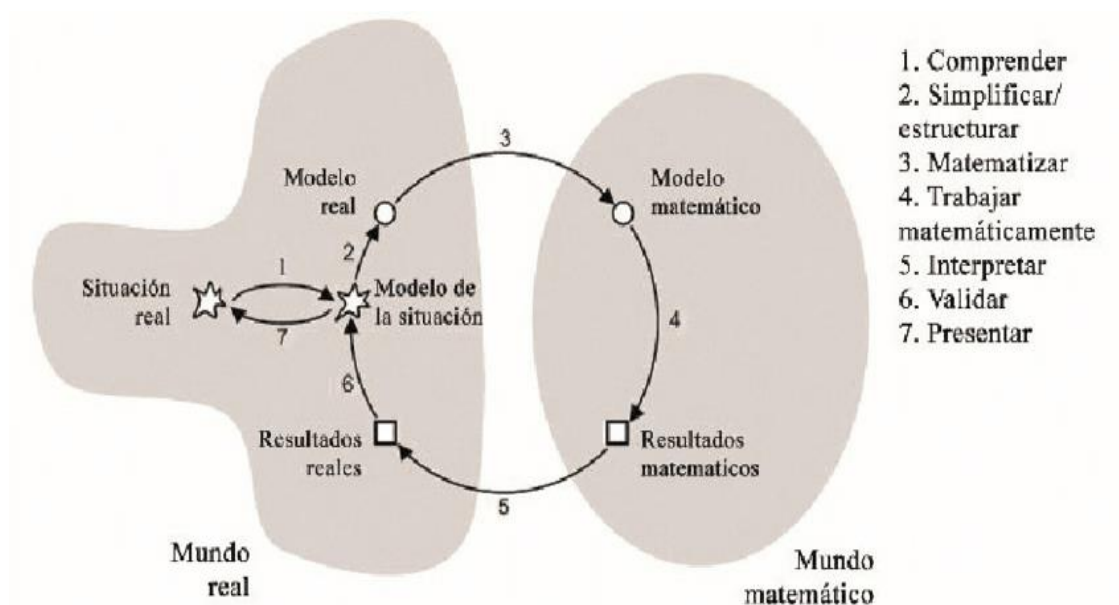 3
Modelo
real
Modelo
matemático
2
1
Situación
real
Modelo de
la situación
7
4
6
Resultados
reales
Resultados
matematicos
5
Mundo
real
Mundo
matemático
1. Comprender
2. Simplificar/
estructurar
3. Matematizar
4. Trabajar
matemáticamente
5. Interpretar
6. Validar
7. Presentar